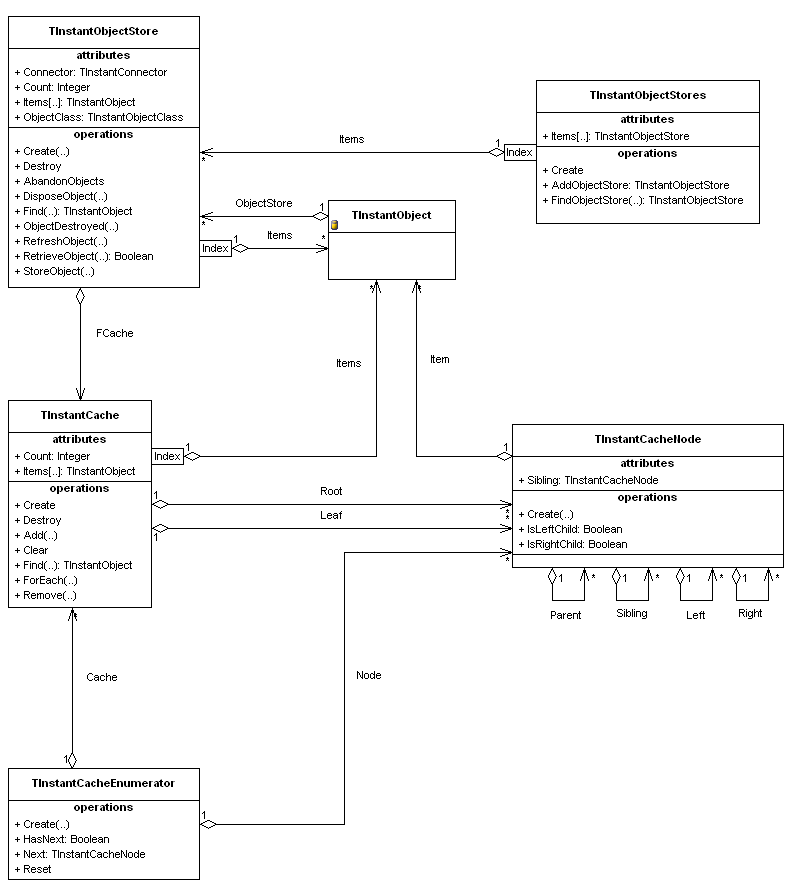 TInstantObjectStore
attributes
+ Connector: TInstantConnector
+ Count: Integer
+ Items[..]: TInstantObject
+ ObjectClass: TInstantObjectClass
operations
+ Create(..)
+ Destroy
+ AbandonObjects
+ DisposeObject(..)
+ Find(..): TInstantObject
+ ObjectDestroyed(..)
+ RefreshObject(..)
+ RetrieveObject(..): Boolean
+ StoreObject(..)
TInstantObjectStores
attributes
+ Items[..]: TInstantObjectStore
operations
+ Create
+ AddObjectStore: TInstantObjectStore
+ FindObjectStore(..): TInstantObjectStore
Items
1
Index
*
ObjectStore
1
*
TInstantObject
Index
1
Items
*
FCache
Items
*
Item
*
TInstantCache
attributes
+ Count: Integer
+ Items[..]: TInstantObject
operations
+ Create
+ Destroy
+ Add(..)
+ Clear
+ Find(..): TInstantObject
+ ForEach(..)
+ Remove(..)
Index
1
1
Root
*
Leaf
1
*
TInstantCacheNode
attributes
+ Sibling: TInstantCacheNode
operations
+ Create(..)
+ IsLeftChild: Boolean
+ IsRightChild: Boolean
1
*
1 * 1 * 1 * 1 *
Parent Sibling Left Right
*
Cache
1
Node
TInstantCacheEnumerator
operations
+ Create(..)
+ HasNext: Boolean
+ Next: TInstantCacheNode
+ Reset
1